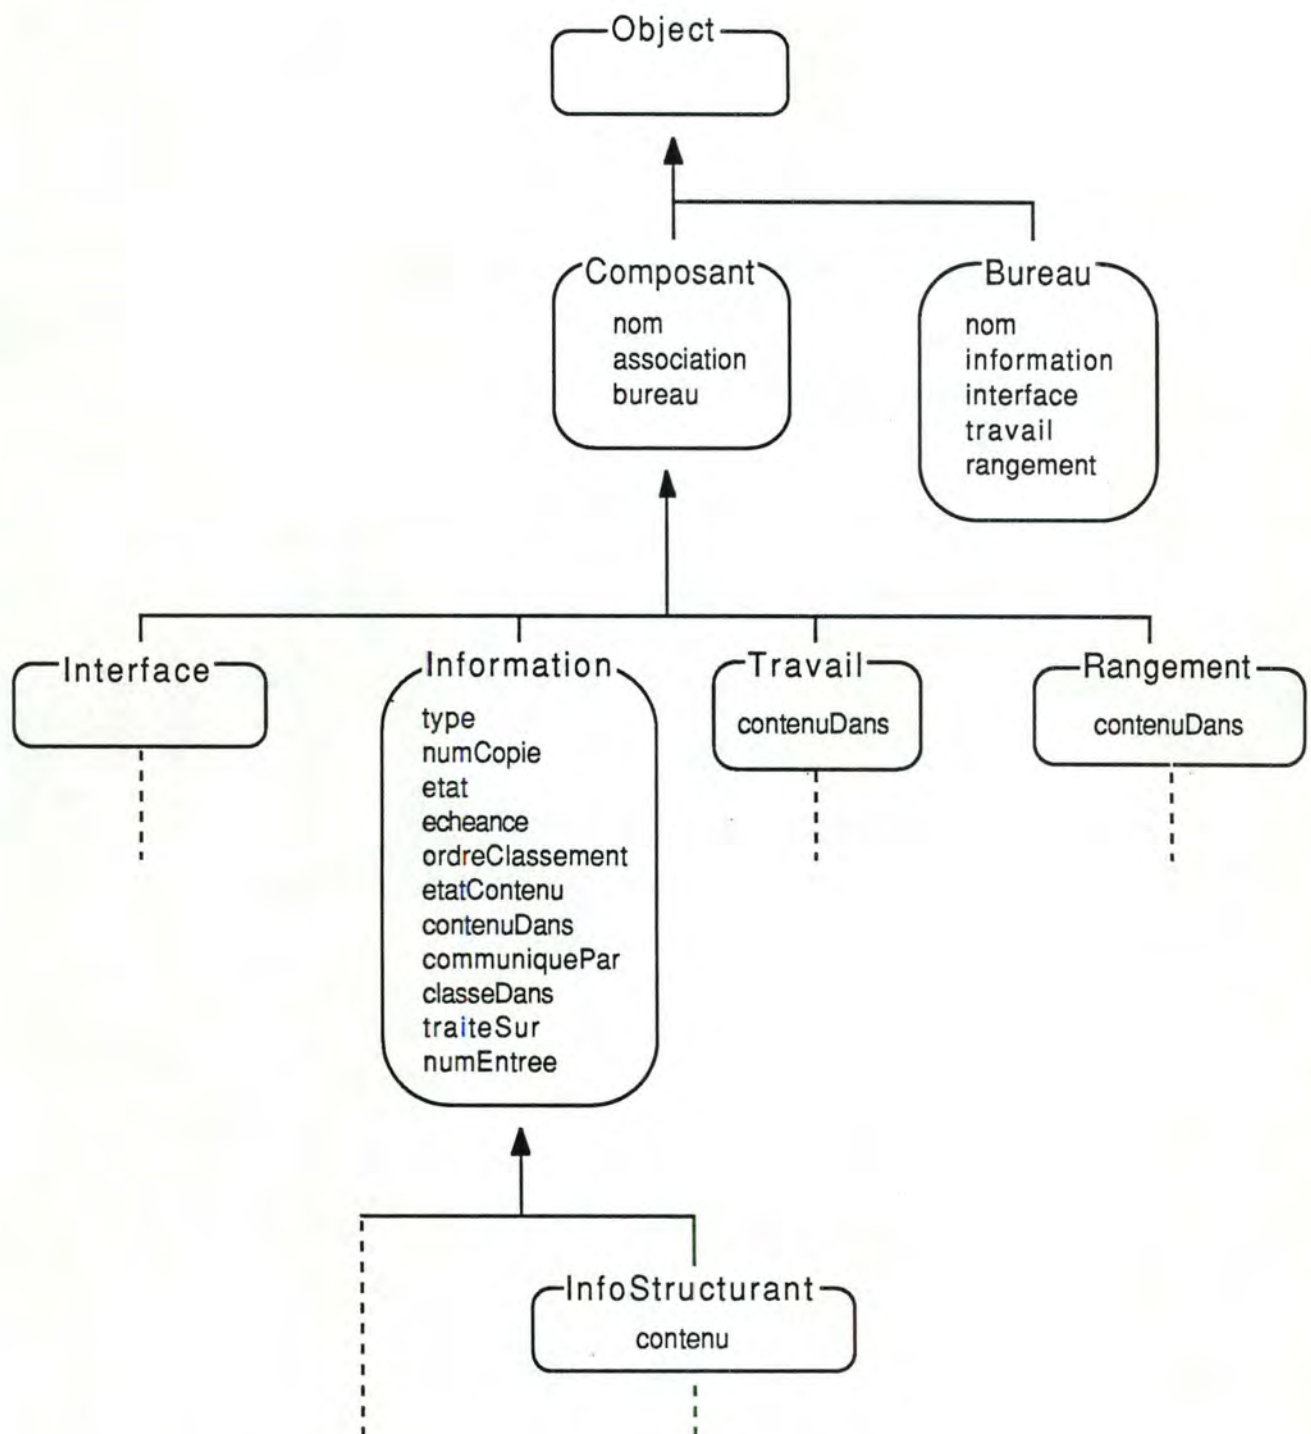 Object
Composant
nom
association
bureau
Bureau
nom
information
interface
travail
rangement
Interface
Information
type
numCopie
etat
echeance
ordreClassement
etatContenu
contenuDans
communiquePar
classeDans
traiteSur
numEntree
Travail
contenuDans
Rangement
contenuDans
InfoStructurant
contenu